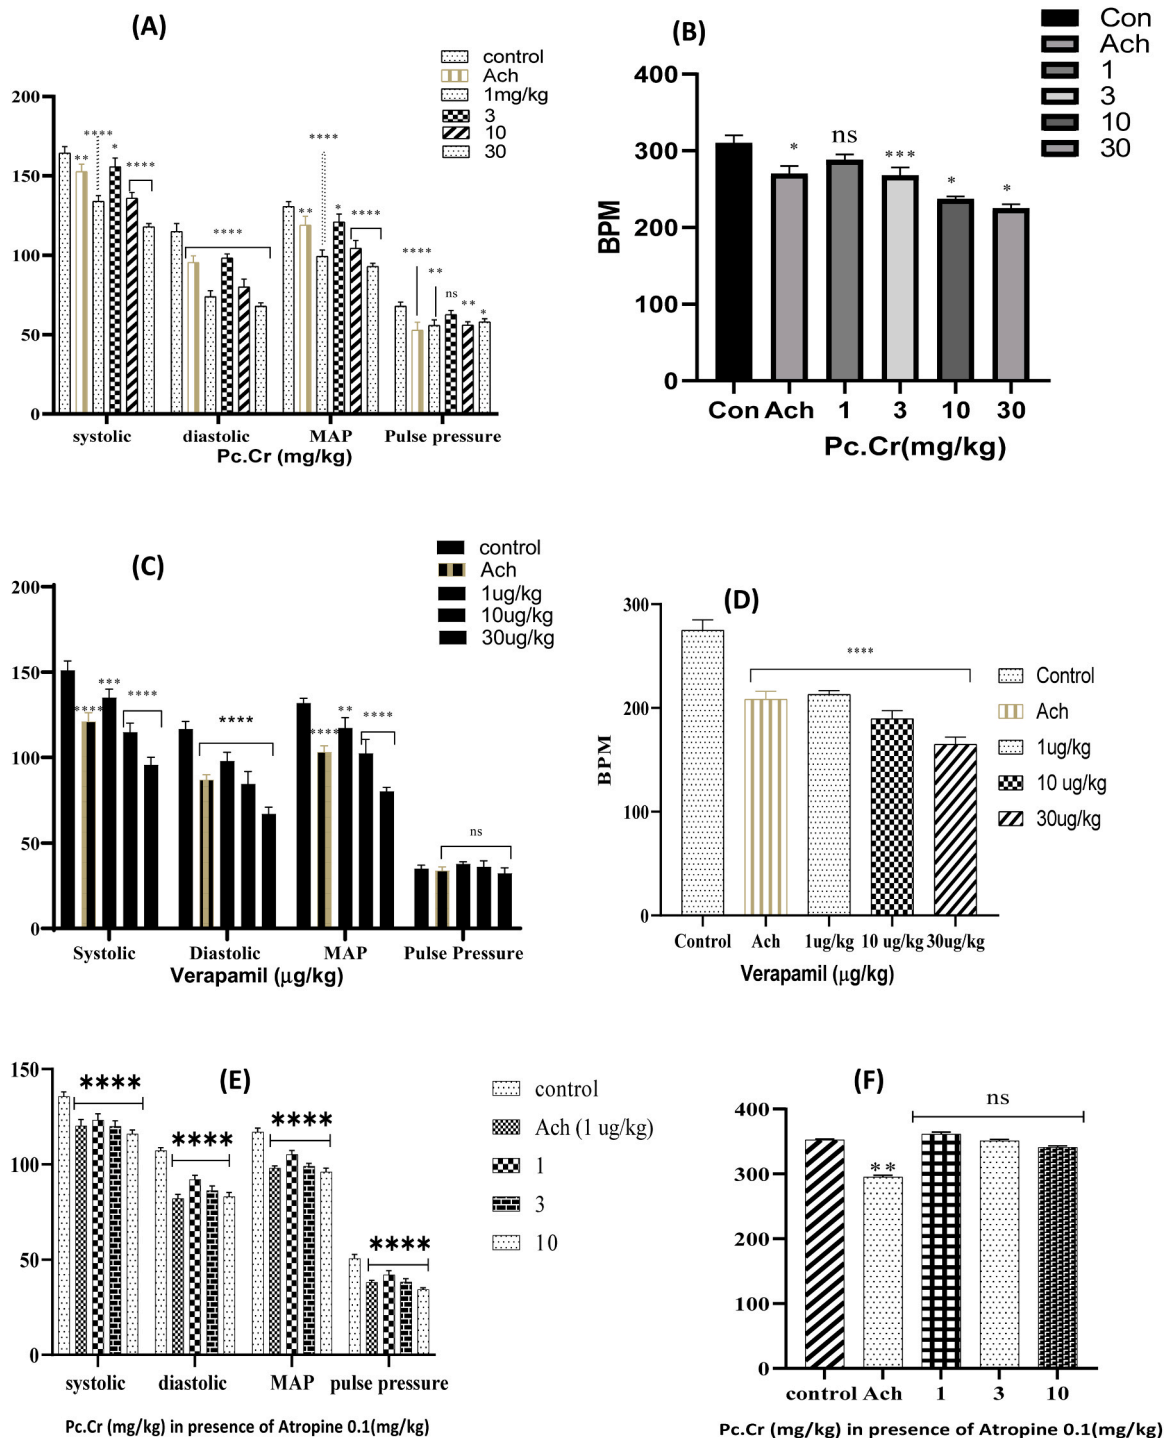 (A)
control
Ach
1mg/kg
3
10
30
200
150
100
50
0
****
**
*
****
****
****
**
*
****
****
**
ns
**
*
systolic diastolic MAP Pulse pressure
Pc.Cr (mg/kg)
(B)
Con
Ach
1
3
10
30
BPM
400
300
200
100
0
*
ns
***
*
*
Con Ach 1 3 10 30
Pc.Cr(mg/kg)
(C)
control
Ach
1ug/kg
10ug/kg
30ug/kg
200
150
100
50
0
****
***
****
****
****
**
****
ns
Systolic Diastolic MAP Pulse Pressure
Verapamil (μg/kg)
(D)
Control
Ach
1ug/kg
10 ug/kg
30ug/kg
BPM
300
200
100
0
****
Control Ach 1ug/kg 10 ug/kg 30ug/kg
Verapamil (μg/kg)
(E)
control
Ach (1 ug/kg)
1
3
10
150
100
50
0
****
****
****
****
systolic diastolic MAP pulse pressure
Pc.Cr (mg/kg) in presence of Atropine 0.1(mg/kg)
(F)
400
300
200
100
0
**
ns
control Ach 1 3 10
Pc.Cr (mg/kg) in presence of Atropine 0.1(mg/kg)